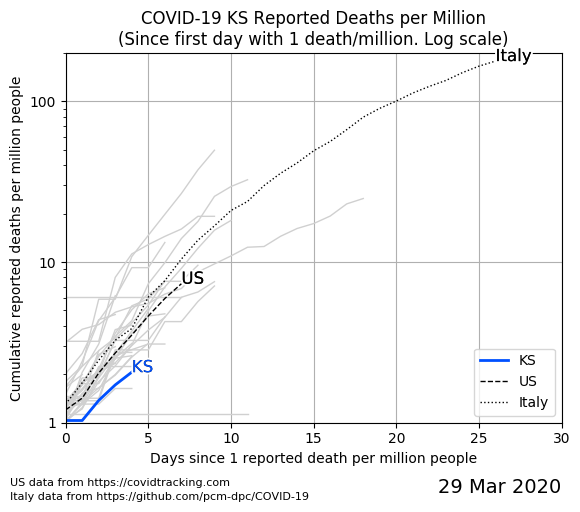 COVID-19 KS Reported Deaths per Million
(Since first day with 1 death/million. Log scale)
Cumulative reported deaths per million people
100
10
1
Italy
US
KS
KS
US
Italy
0
5
10
15
20
25
30
Days since 1 reported death per million people
US data from https://covidtracking.com
Italy data from https://github.com/pcm-dpc/COVID-19
29 Mar 2020